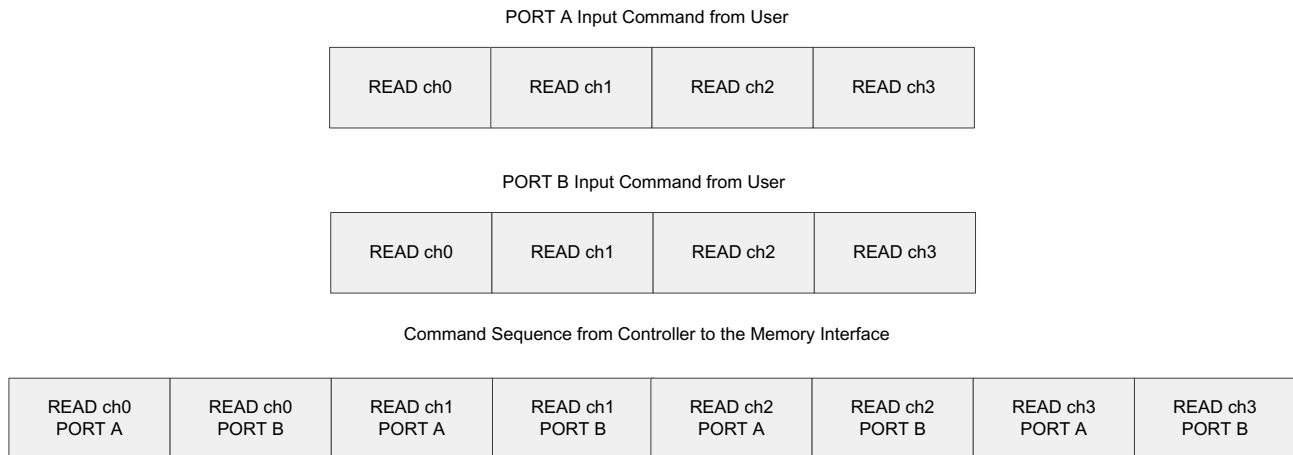 PORT A Input Command from User
READ ch0
READ ch1
READ ch2
READ ch3
PORT B Input Command from User
READ ch0
READ ch1
READ ch2
READ ch3
Command Sequence from Controller to the Memory Interface
READ ch0
PORT A
READ ch0
PORT B
READ ch1
PORT A
READ ch1
PORT B
READ ch2
PORT A
READ ch2
PORT B
READ ch3
PORT A
READ ch3
PORT B